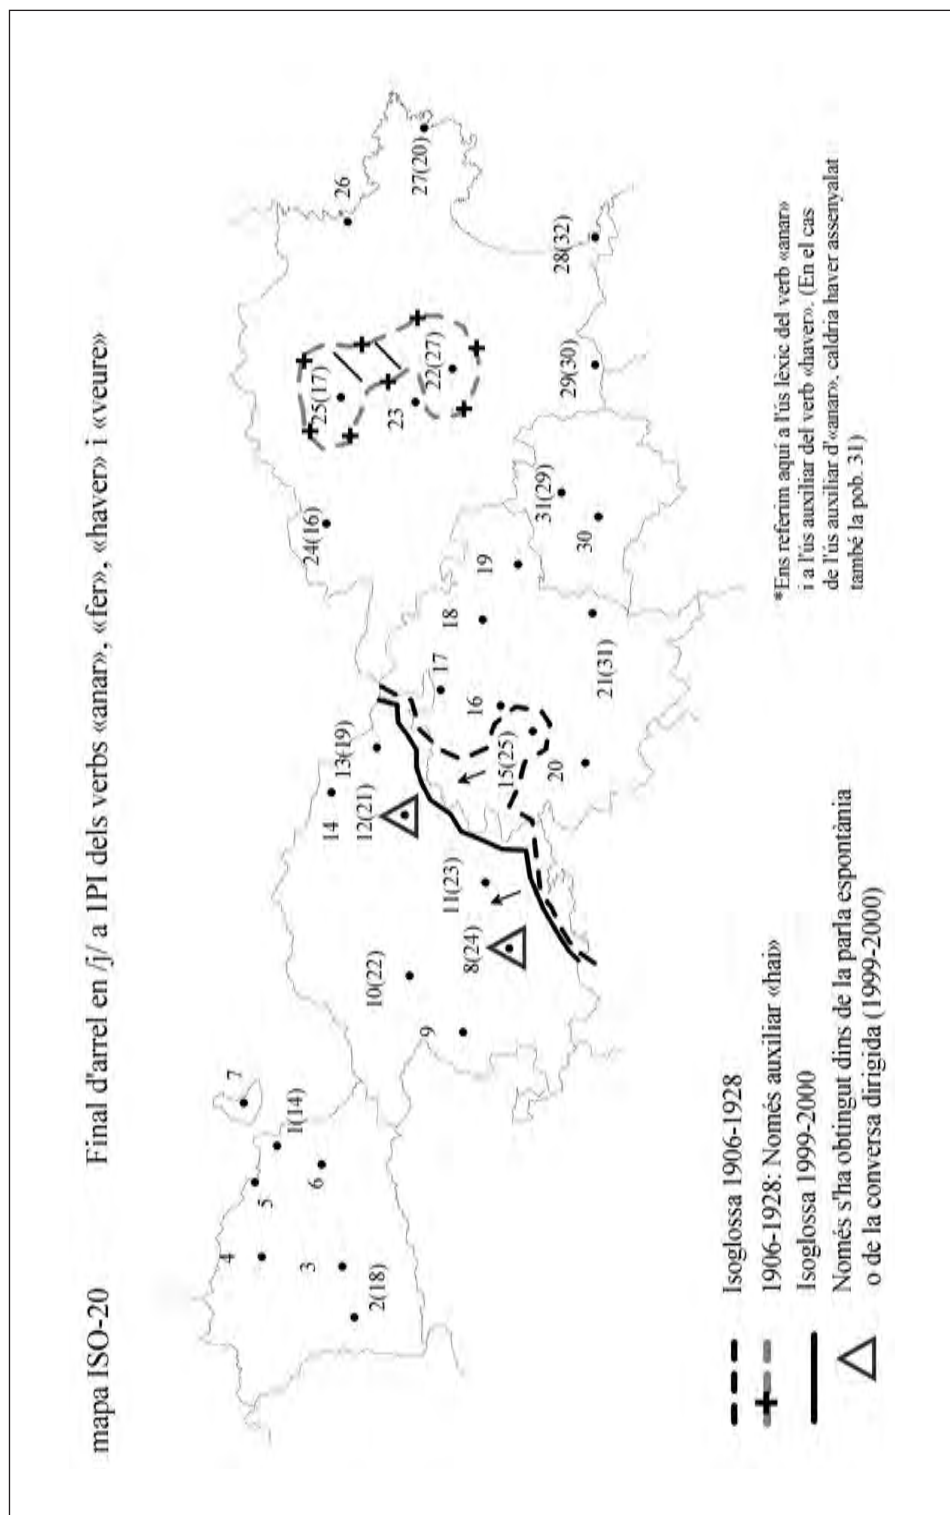 mapa ISO-20
Final d'arrel en /j/ a 1PI dels verbs «anar», «fer», «haver» i «veure»
7
4
5
1(14)
6
3
2(18)
14
13(19)
12(21)
10(22)
9
11(23)
8(24)
24(16)
25(17)
23
22(27)
26
27(20)
28(32)
29(30)
31(29)
30
19
18
17
16
15(25)
20
21(31)
Isoglossa 1906-1928
1906-1928: Només auxiliar «hai»
Isoglossa 1999-2000
Només s'ha obtingut dins de la parla espontània
o de la conversa dirigida (1999-2000)
*Ens referim aquí a l'ús lèxic del verb «anar»
i a l'ús auxiliar del verb «haver». (En el cas
de l'ús auxiliar d'«anar», caldria haver assenyalat
també la pob. 31)